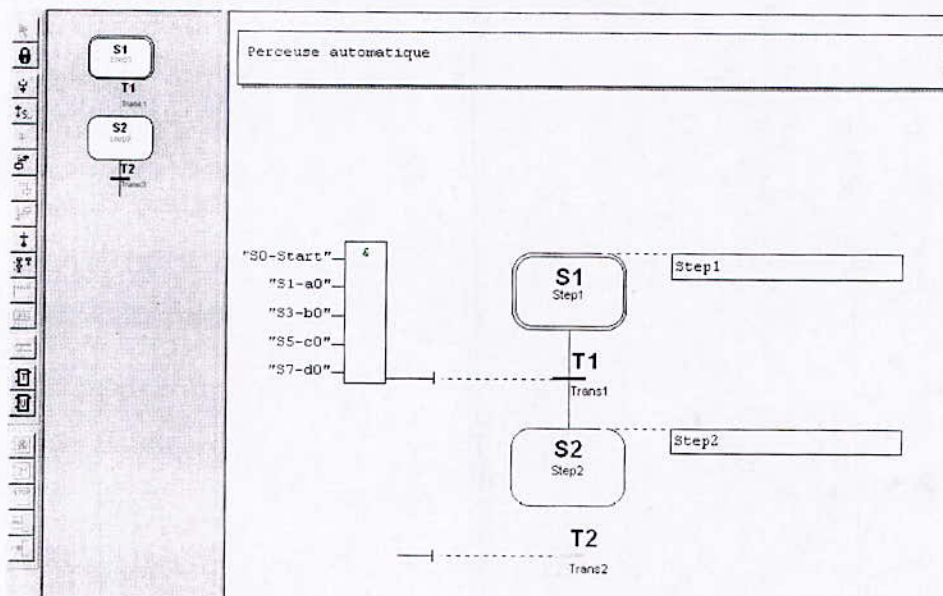 S1
Step1
T1
Trans1
S2
Step2
T2
Perceuse automatique
"S0-Start"
&
"S1-a0"
"S3-b0"
"S5-c0"
"S7-d0"
S1
Step1
Step1
T1
Trans1
S2
Step2
Step2
T2
Trans2